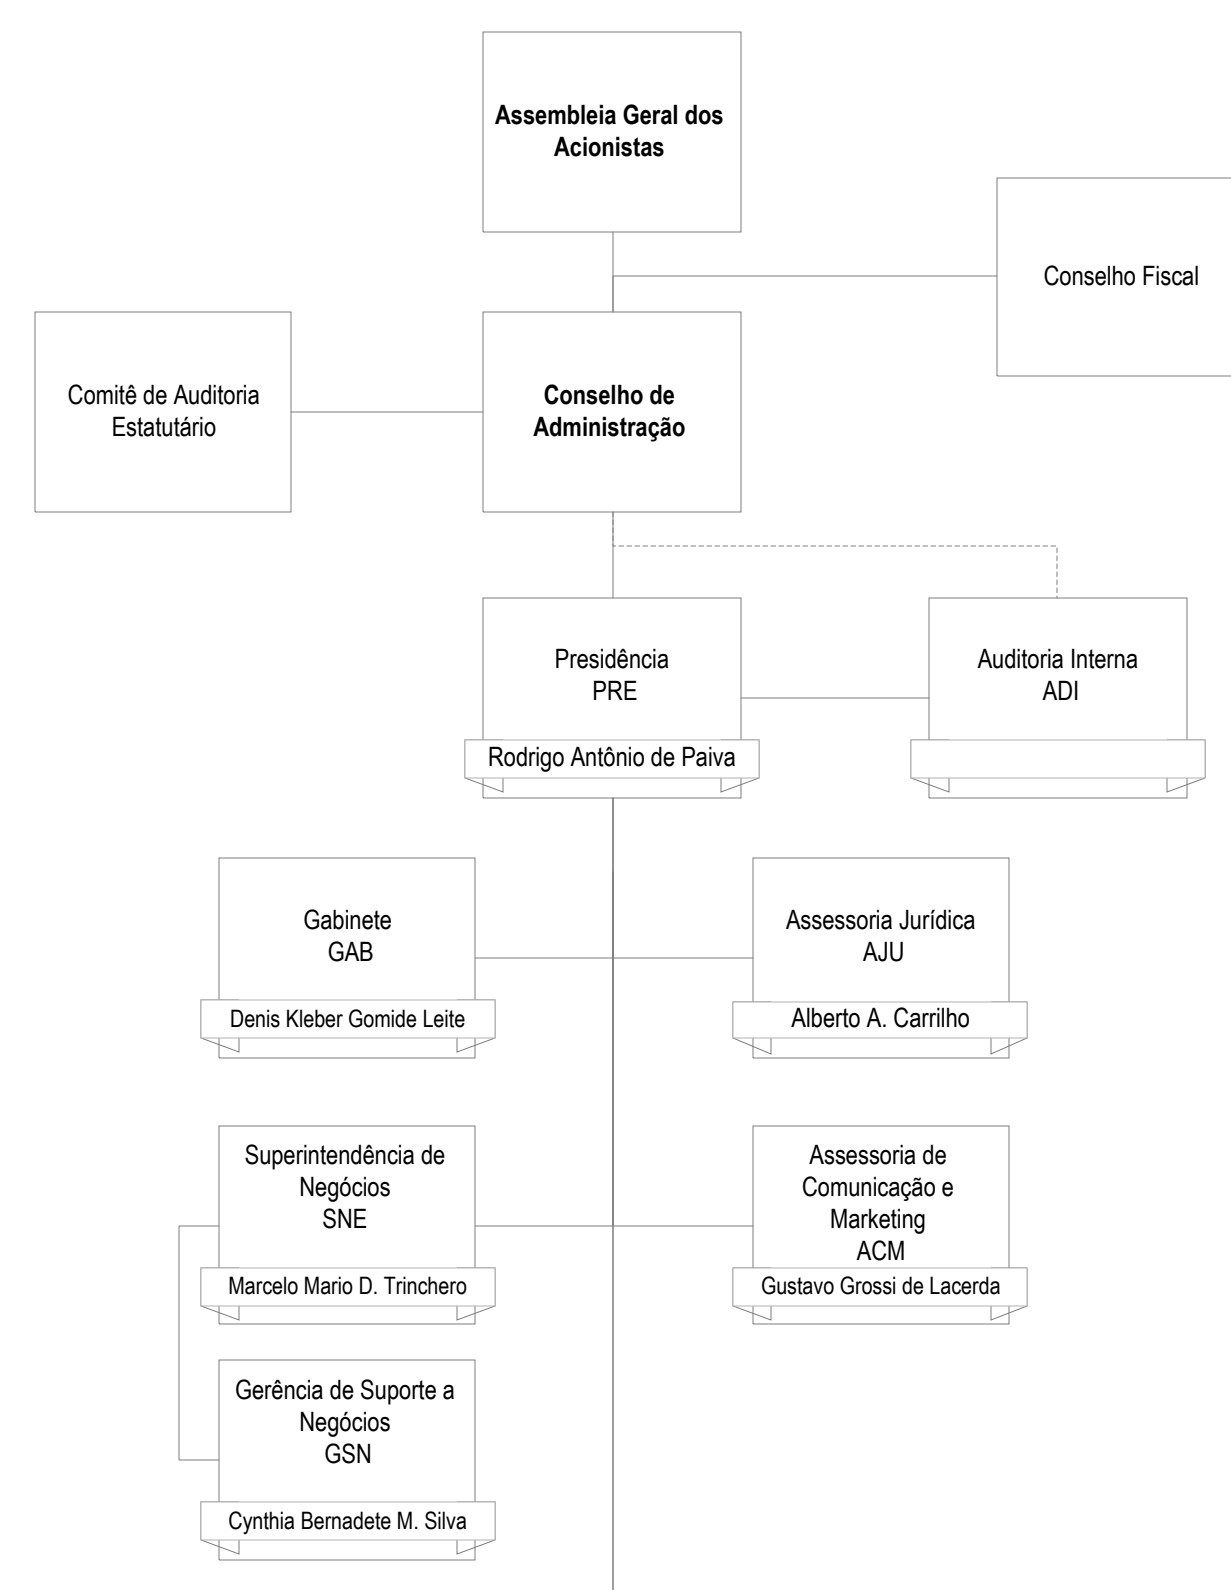 Assembleia Geral dos
Acionistas
Conselho Fiscal
Comitê de Auditoria
Estatutário
Conselho de
Administração
Presidência
PRE
Rodrigo Antônio de Paiva
Auditoria Interna
ADI
Gabinete
GAB
Denis Kleber Gomide Leite
Assessoria Jurídica
AJU
Alberto A. Carrilho
Superintendência de
Negócios
SNE
Marcelo Mario D. Trinchero
Assessoria de
Comunicação e
Marketing
ACM
Gustavo Grossi de Lacerda
Gerência de Suporte a
Negócios
GSN
Cynthia Bernadete M. Silva